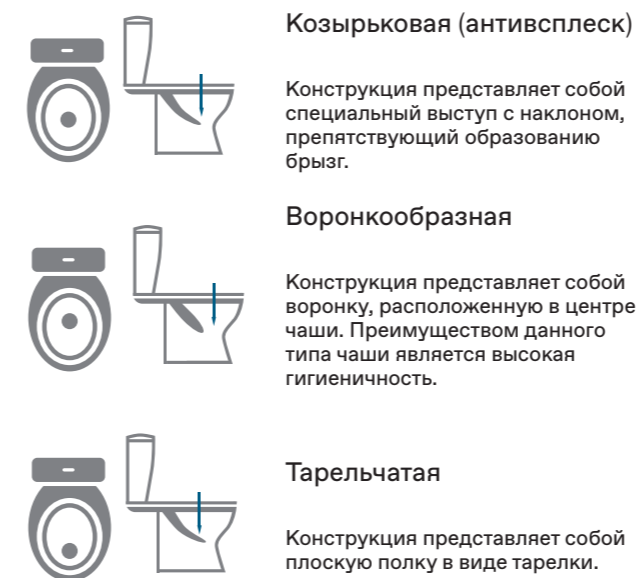 Козырьковая (антивсплеск)
Конструкция представляет собой
специальный выступ с наклоном,
препятствующий образованию
брызг.
Воронкообразная
Конструкция представляет собой
воронку, расположенную в центре
чаши. Преимуществом данного
типа чаши является высокая
гигиеничность.
Тарельчатая
Конструкция представляет собой
плоскую полку в виде тарелки.